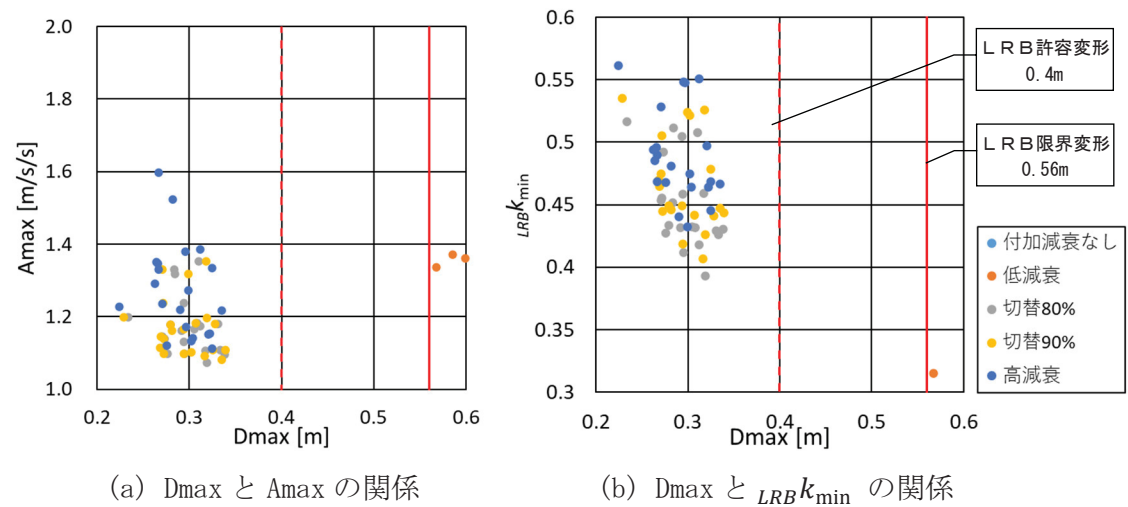 2.0
1.8
1.6
1.4
1.2
1.0
Amax [m/s/s]
0.2
0.3
0.4
0.5
0.6
Dmax [m]
(a) Dmax と Amax の関係
0.6
0.55
0.5
0.45
0.4
0.35
0.3
LRBkmin
0.2
0.3
0.4
0.5
0.6
Dmax [m]
ＬＲＢ許容変形
0.4m
ＬＲＢ限界変形
0.56m
付加減衰なし
低減衰
切替80%
切替90%
高減衰
(b) Dmax と LRBkmin の関係